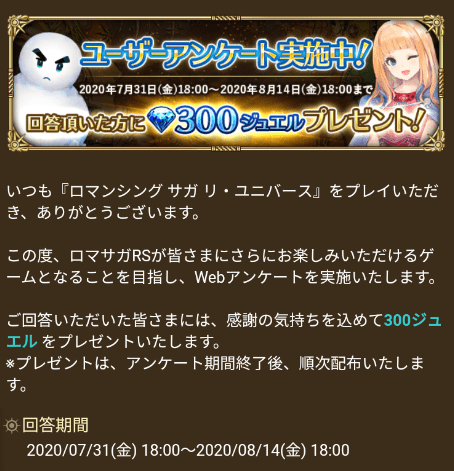 ユーザーアンケート実施中!
2020年7月31日(金)18:00～2020年8月14日(金)18:00まで
回答頂いた方に300ジュエルプレゼント!
いつも『ロマンシング サガ リ・ユニバース』をプレイいただ
き、ありがとうございます。
この度、ロマサガRSが皆さまにさらにお楽しみいただけるゲ
ームとなることを目指し、Webアンケートを実施いたします。
ご回答いただいた皆さまには、感謝の気持ちを込めて300ジュ
エル をプレゼントいたします。
※プレゼントは、アンケート期間終了後、順次配布いたしま
す。
回答期間
2020/07/31(金) 18:00～2020/08/14(金) 18:00